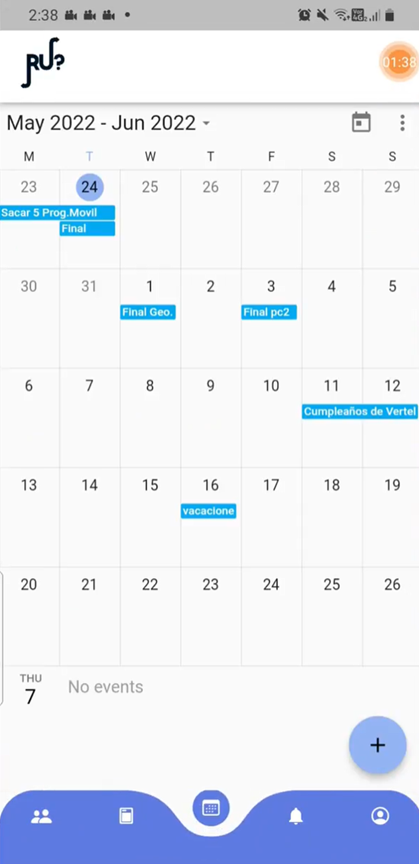 2:38
RU?
01:38
May 2022 - Jun 2022
M T W T F S S
23 24 25 26 27 28 29
Sacar 5 Prog.Movil
Final
30 31 1 2 3 4 5
Final Geo. Final pc2
6 7 8 9 10 11 12
Cumpleaños de Vertel
13 14 15 16 17 18 19
vacacione
20 21 22 23 24 25 26
THU
7 No events
+